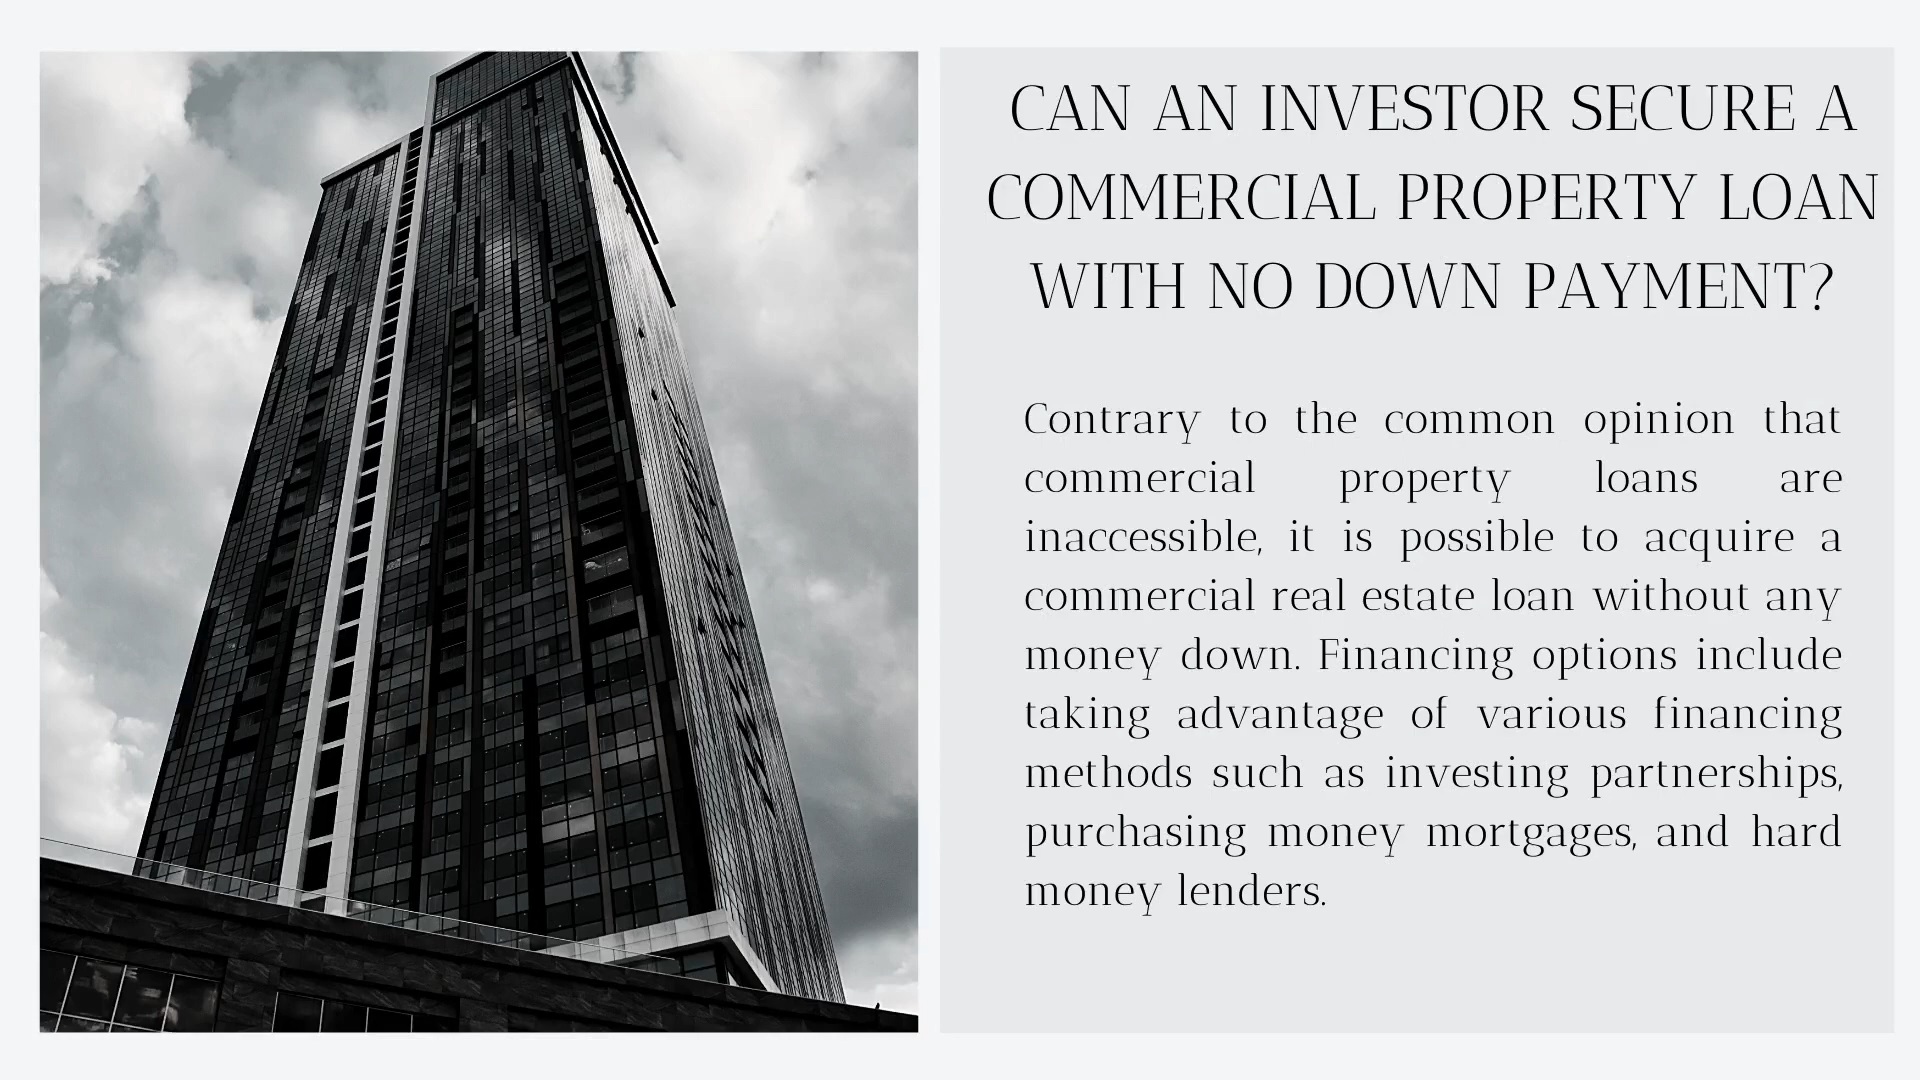 CAN AN INVESTOR SECURE A
COMMERCIAL PROPERTY LOAN
WITH NO DOWN PAYMENT?
Contrary to the common opinion that
commercial property loans are
inaccessible, it is possible to acquire a
commercial real estate loan without any
money down. Financing options include
taking advantage of various financing
methods such as investing partnerships,
purchasing money mortgages, and hard
money lenders.